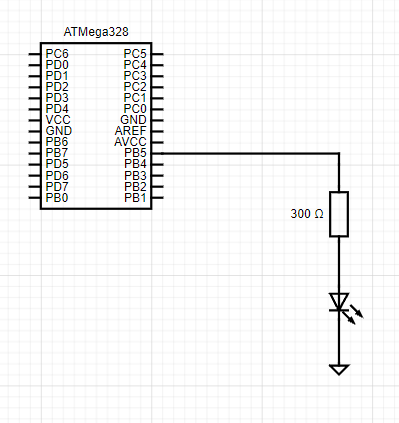 ATMega328
PC6 PC5
PD0 PC4
PD1 PC3
PD2 PC2
PD3 PC1
PD4 PC0
VCC GND
GND AREF
PB6 AVCC
PB7 PB5
PD5 PB4
PD6 PB3
PD7 PB2
PB0 PB1
300 Ω